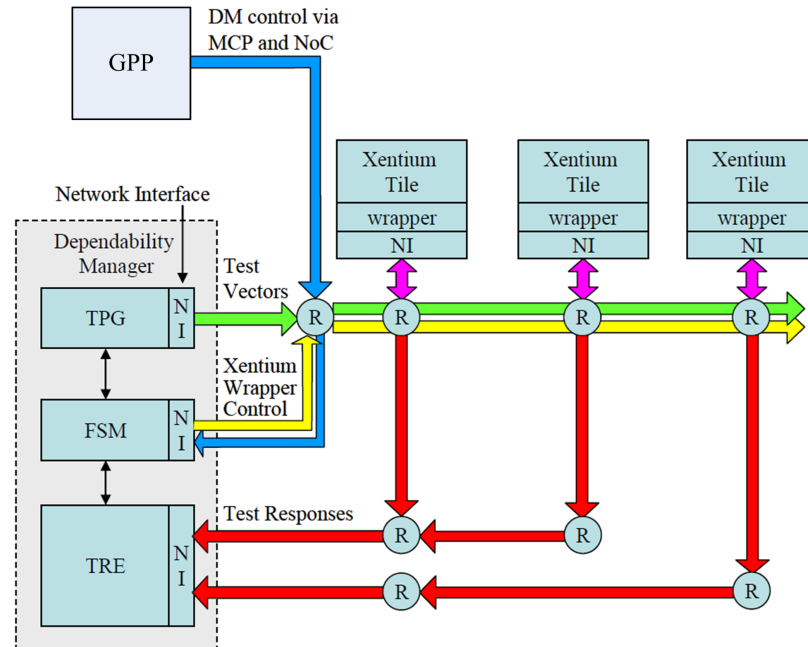 DM control via
MCP and NoC
GPP
Xentium
Tile
wrapper
NI
Xentium
Tile
wrapper
NI
Xentium
Tile
wrapper
NI
Network Interface
Dependability
Manager
Test
Vectors
TPG
N
I
R
R
R
R
Xentium
Wrapper
Control
FSM
N
I
Test Responses
TRE
N
I
R
R
R
R